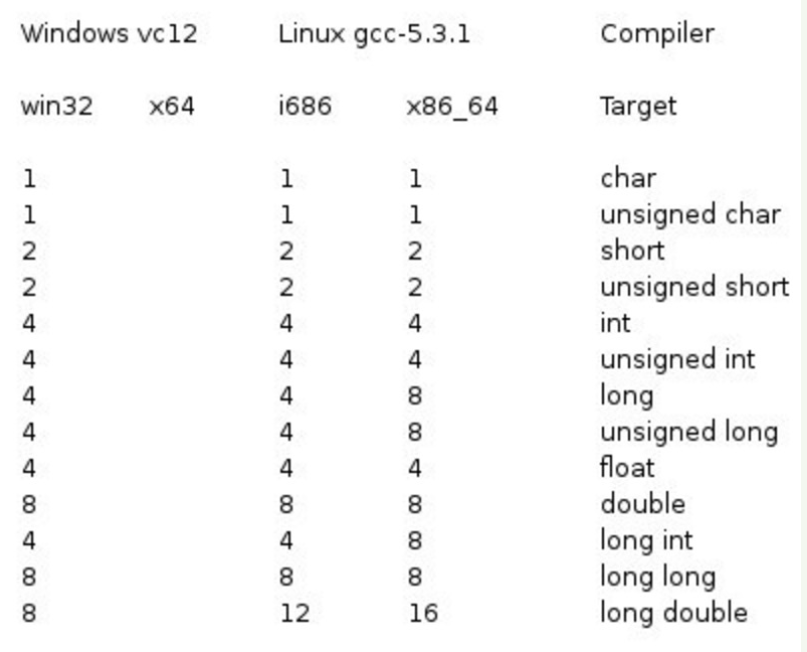 Windows vc12 Linux gcc-5.3.1 Compiler
win32 x64 i686 x86_64 Target
1 1 1 char
1 1 1 unsigned char
2 2 2 short
2 2 2 unsigned short
4 4 4 int
4 4 4 unsigned int
4 4 8 long
4 4 8 unsigned long
4 4 4 float
8 8 8 double
4 4 8 long int
8 8 8 long long
8 12 16 long double